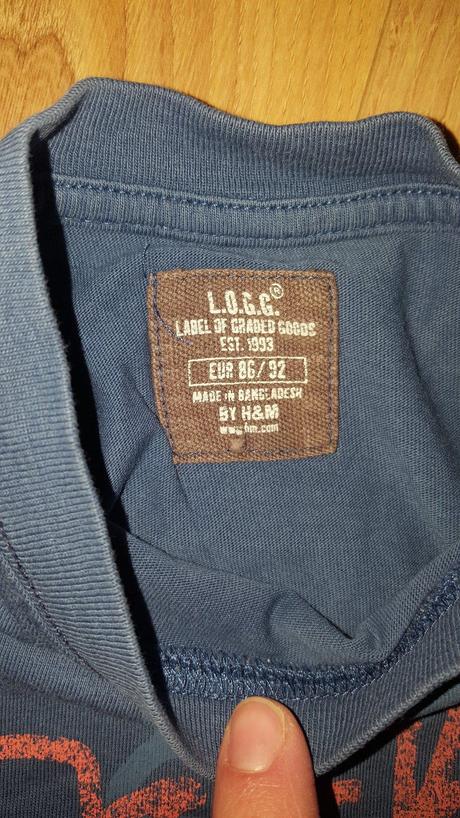 L.O.G.G.®
LABEL OF GRADED GOODS
EST. 1993
EUR 86/92
MADE IN BANGLADESH
BY H&M
www.hm.com